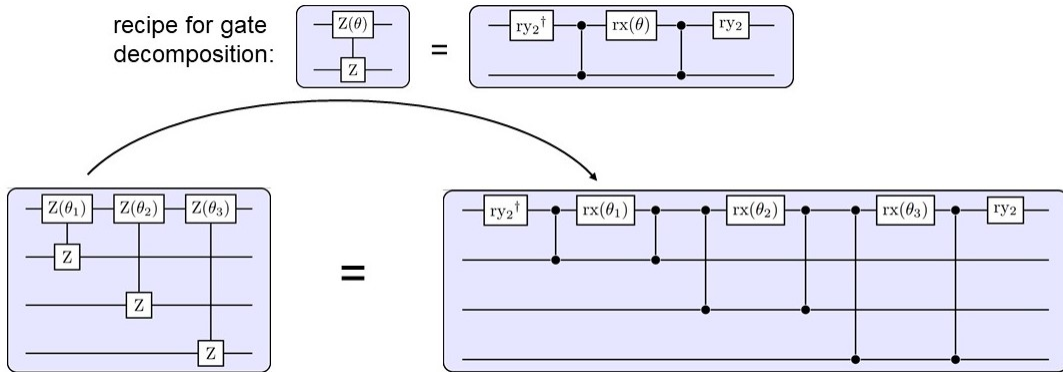 recipe for gate
decomposition:
Z(θ)
Z
=
ry₂†
rx(θ)
ry₂
Z(θ₁)
Z(θ₂)
Z(θ₃)
Z
Z
Z
=
ry₂†
rx(θ₁)
rx(θ₂)
rx(θ₃)
ry₂